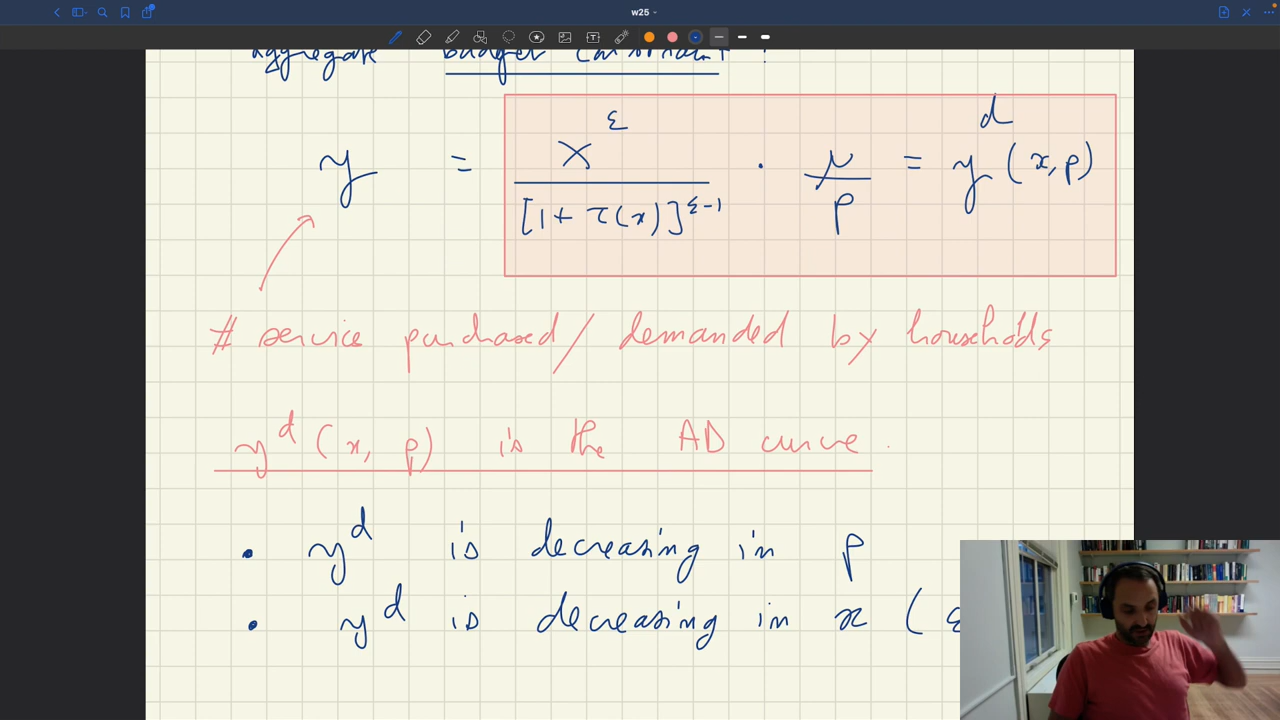 w25
aggregate budget constraint :
y = χ^ε / [1 + τ(x)]^{ε-1} · μ/p = y^d (x, p)
# service purchased / demanded by households
y^d (x, p) is the AD curve.
• y^d is decreasing in p
• y^d is decreasing in x ( ε